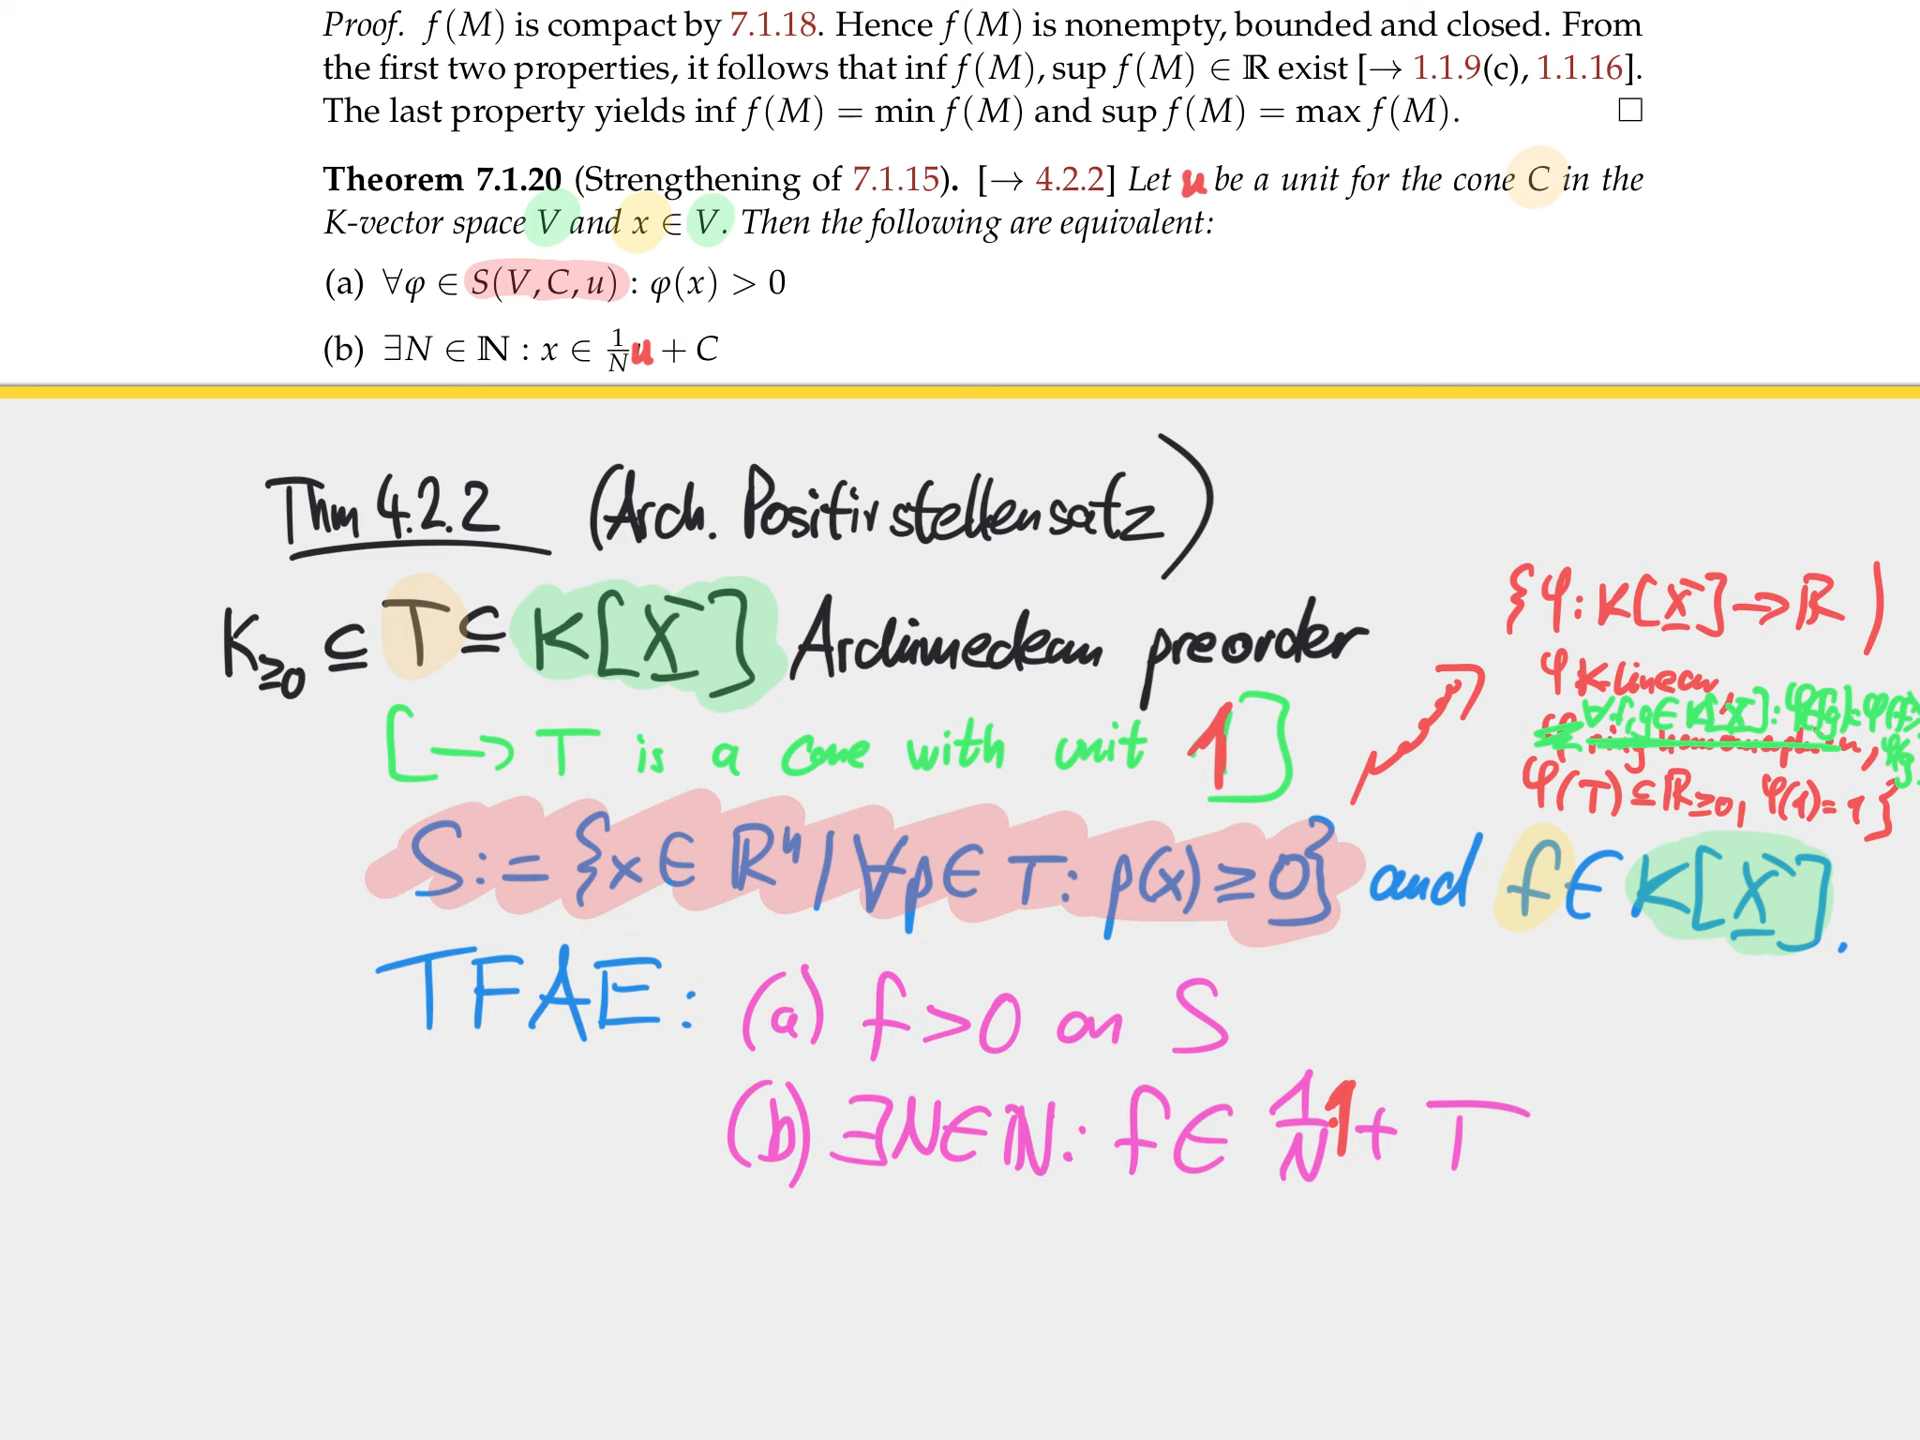 Proof. f(M) is compact by 7.1.18. Hence f(M) is nonempty, bounded and closed. From
the first two properties, it follows that inf f(M), sup f(M) ∈ ℝ exist [→ 1.1.9(c), 1.1.16].
The last property yields inf f(M) = min f(M) and sup f(M) = max f(M). □
Theorem 7.1.20 (Strengthening of 7.1.15). [→ 4.2.2] Let u be a unit for the cone C in the
K-vector space V and x ∈ V. Then the following are equivalent:
(a) ∀φ ∈ S(V, C, u) : φ(x) > 0
(b) ∃N ∈ ℕ : x ∈ 1/N u + C
Thm 4.2.2 (Arch. Positivstellensatz)
K≥0 ⊆ T ⊆ K[X] Archimedean preorder
{φ: K[X] → ℝ |
φ K linear,
∀f,g ∈ K[X]:
φ(T) ⊆ ℝ≥0, φ(1) = 1}
[→ T is a cone with unit 1]
S := {x ∈ ℝⁿ | ∀p ∈ T: p(x) ≥ 0} and f ∈ K[X].
TFAE: (a) f > 0 on S
(b) ∃N ∈ ℕ: f ∈ 1/N 1 + T